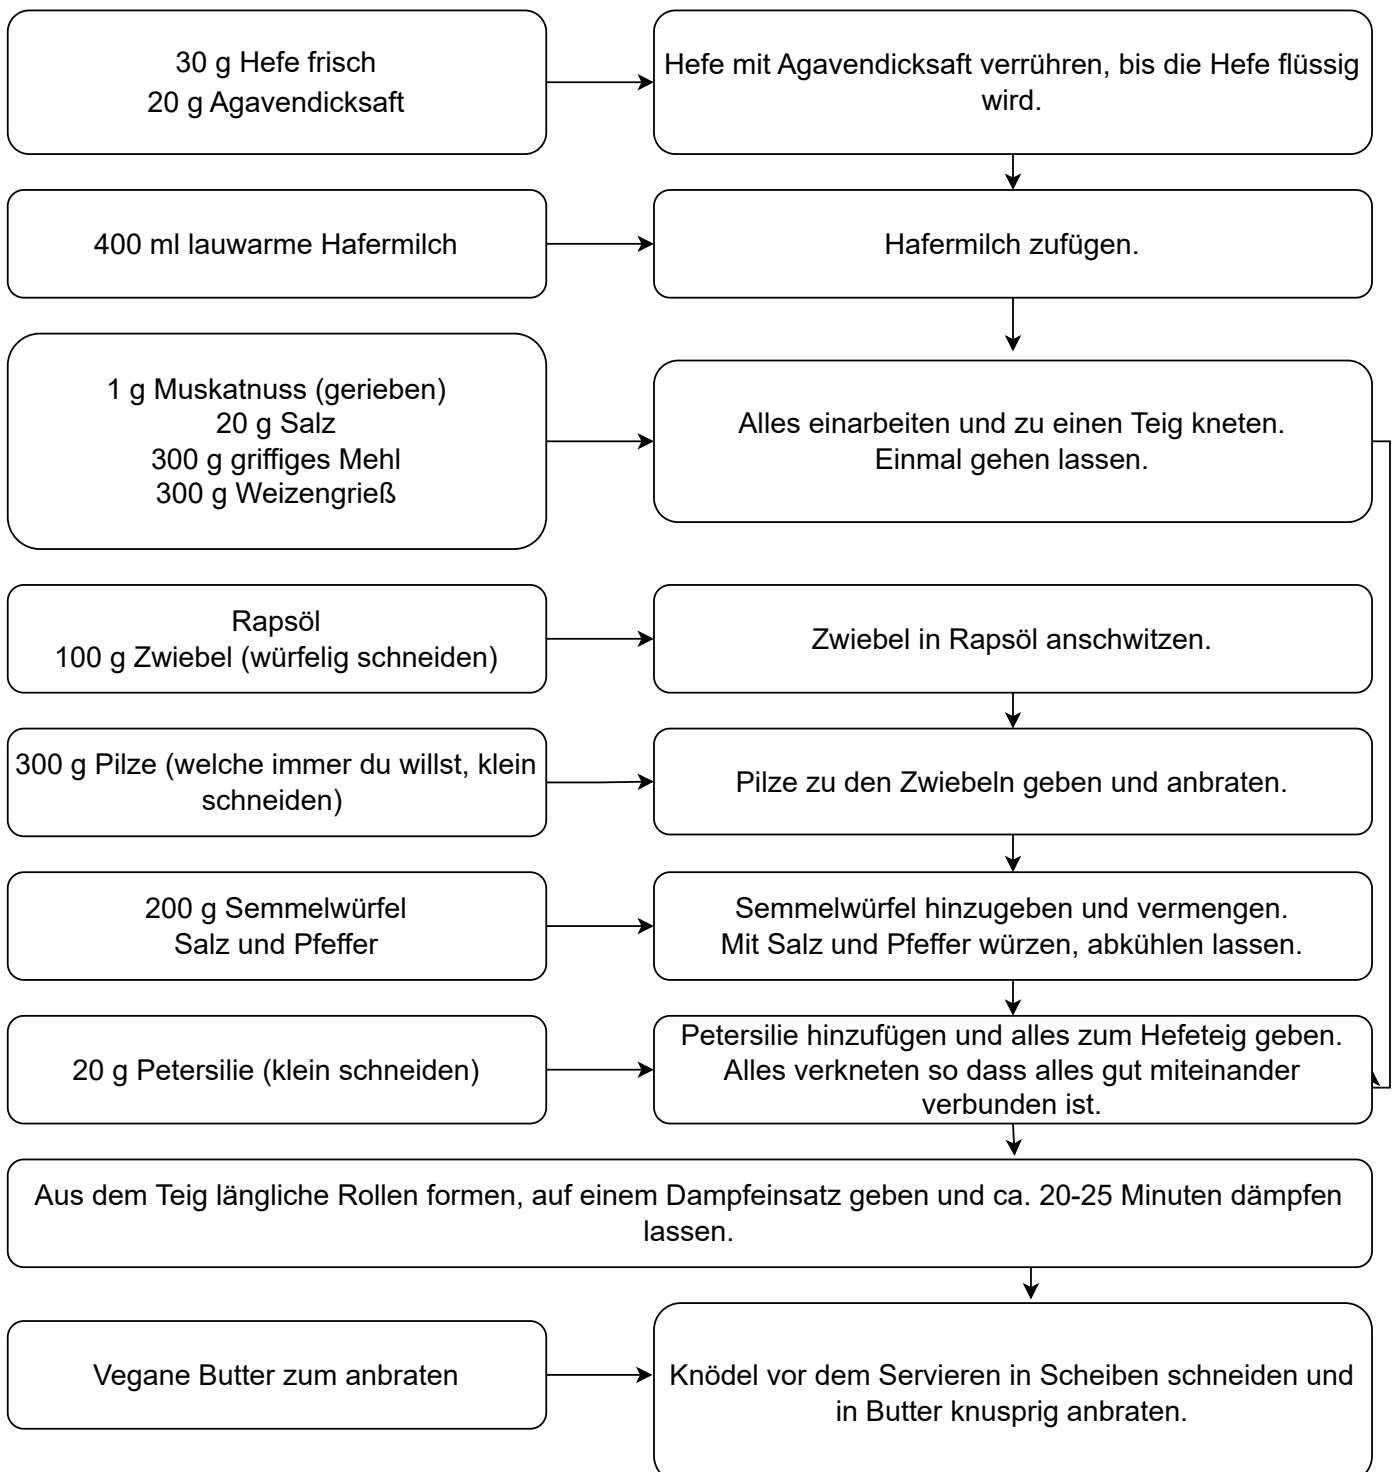 30 g Hefe frisch
20 g Agavendicksaft
Hefe mit Agavendicksaft verrühren, bis die Hefe flüssig
wird.
400 ml lauwarme Hafermilch
Hafermilch zufügen.
1 g Muskatnuss (gerieben)
20 g Salz
300 g griffiges Mehl
300 g Weizengrieß
Alles einarbeiten und zu einen Teig kneten.
Einmal gehen lassen.
Rapsöl
100 g Zwiebel (würfelig schneiden)
Zwiebel in Rapsöl anschwitzen.
300 g Pilze (welche immer du willst, klein
schneiden)
Pilze zu den Zwiebeln geben und anbraten.
200 g Semmelwürfel
Salz und Pfeffer
Semmelwürfel hinzugeben und vermengen.
Mit Salz und Pfeffer würzen, abkühlen lassen.
20 g Petersilie (klein schneiden)
Petersilie hinzufügen und alles zum Hefeteig geben.
Alles verkneten so dass alles gut miteinander
verbunden ist.
Aus dem Teig längliche Rollen formen, auf einem Dampfeinsatz geben und ca. 20-25 Minuten dämpfen
lassen.
Vegane Butter zum anbraten
Knödel vor dem Servieren in Scheiben schneiden und
in Butter knusprig anbraten.